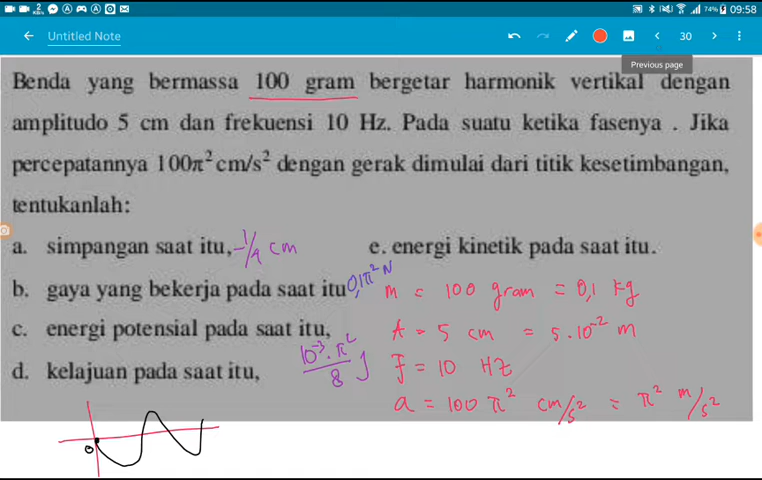 2 K/s 74% 09:58
Untitled Note 30
Previous page
Benda yang bermassa 100 gram bergetar harmonik vertikal dengan
amplitudo 5 cm dan frekuensi 10 Hz. Pada suatu ketika fasenya . Jika
percepatannya 100π² cm/s² dengan gerak dimulai dari titik kesetimbangan,
tentukanlah:
a. simpangan saat itu, -1/4 cm e. energi kinetik pada saat itu.
b. gaya yang bekerja pada saat itu 0,1π² N
m = 100 gram = 0,1 kg
c. energi potensial pada saat itu, 10⁻³·π²/8 J
A = 5 cm = 5.10⁻² m
d. kelajuan pada saat itu,
f = 10 HZ
a = 100 π² cm/s² = π² m/s²
0